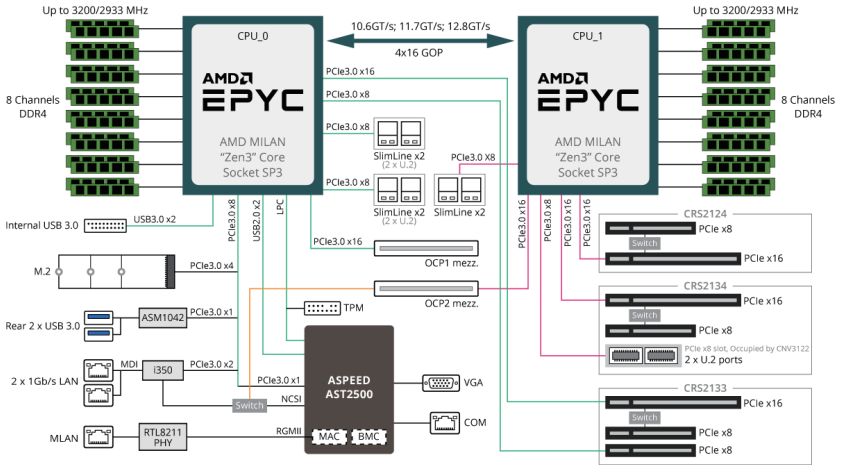 Up to 3200/2933 MHz
CPU_0
10.6GT/s; 11.7GT/s; 12.8GT/s
4x16 GOP
CPU_1
Up to 3200/2933 MHz
8 Channels
DDR4
AMD
EPYC
AMD MILAN
“Zen3” Core
Socket SP3
PCIe3.0 x16
PCIe3.0 x8
PCIe3.0 x8
SlimLine x2
(2 x U.2)
PCIe3.0 x8
SlimLine x2
(2 x U.2)
PCIe3.0 X8
SlimLine x2
AMD
EPYC
AMD MILAN
“Zen3” Core
Socket SP3
8 Channels
DDR4
Internal USB 3.0
USB3.0 x2
PCIe3.0 x8
USB2.0 x2
LPC
PCIe3.0 x16
OCP1 mezz.
OCP2 mezz.
PCIe3.0 x16
PCIe3.0 x8
PCIe3.0 x16
PCIe3.0 x16
CRS2124
PCIe x8
Switch
PCIe x16
M.2
PCIe3.0 x4
TPM
CRS2134
PCIe x16
Switch
PCIe x8
PCIe x8 slot, Occupied by CNV3122
2 x U.2 ports
Rear 2 x USB 3.0
ASM1042
PCIe3.0 x1
2 x 1Gb/s LAN
MDI
i350
PCIe3.0 x2
PCIe3.0 x1
NCSI
Switch
ASPEED
AST2500
VGA
COM
MLAN
RTL8211
PHY
RGMII
MAC
BMC
CRS2133
PCIe x16
Switch
PCIe x8
PCIe x8